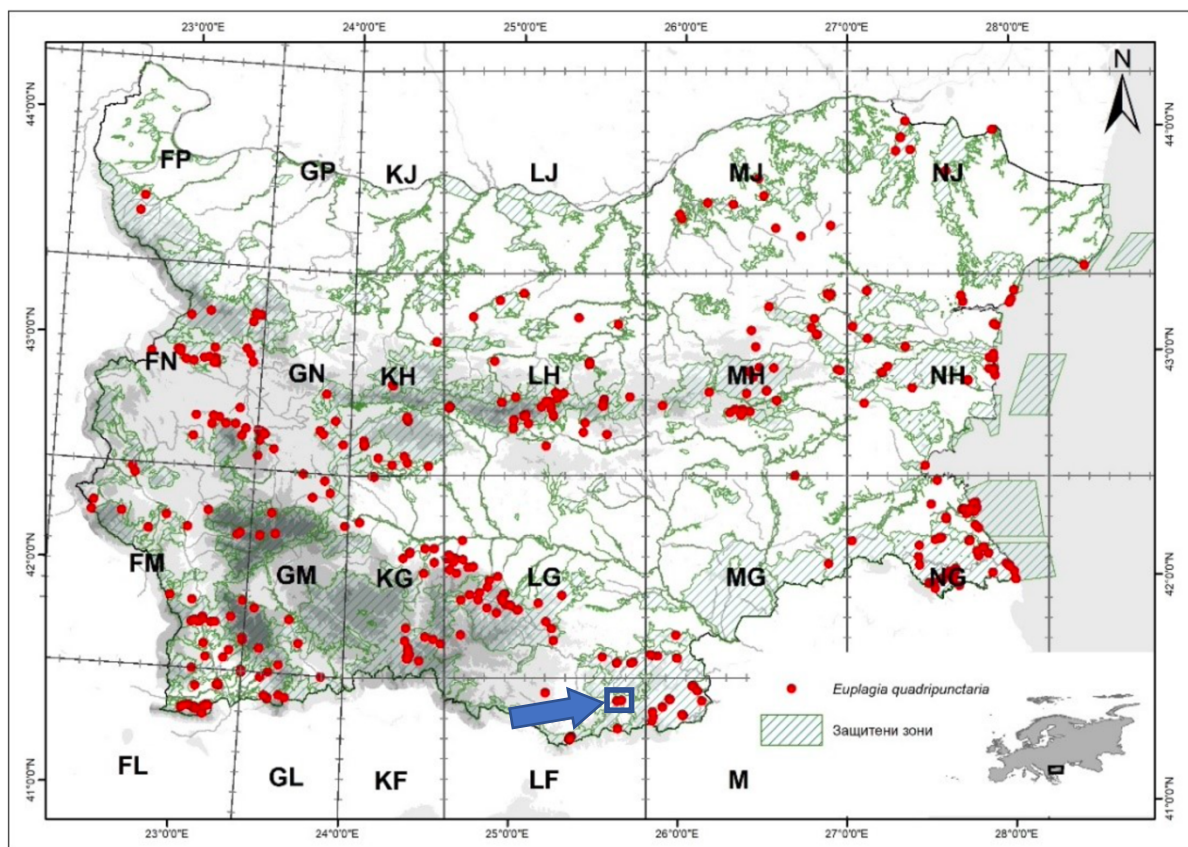 23°0'0"E 24°0'0"E 25°0'0"E 26°0'0"E 27°0'0"E 28°0'0"E
N
44°0'0"N
44°0'0"N
FP GP KJ LJ MJ NJ
43°0'0"N
43°0'0"N
FN GN KH LH MH NH
42°0'0"N
42°0'0"N
FM GM KG LG MG NG
Euplagia quadripunctaria
Защитени зони
FL GL KF LF M
41°0'0"N
41°0'0"N
23°0'0"E 24°0'0"E 25°0'0"E 26°0'0"E 27°0'0"E 28°0'0"E